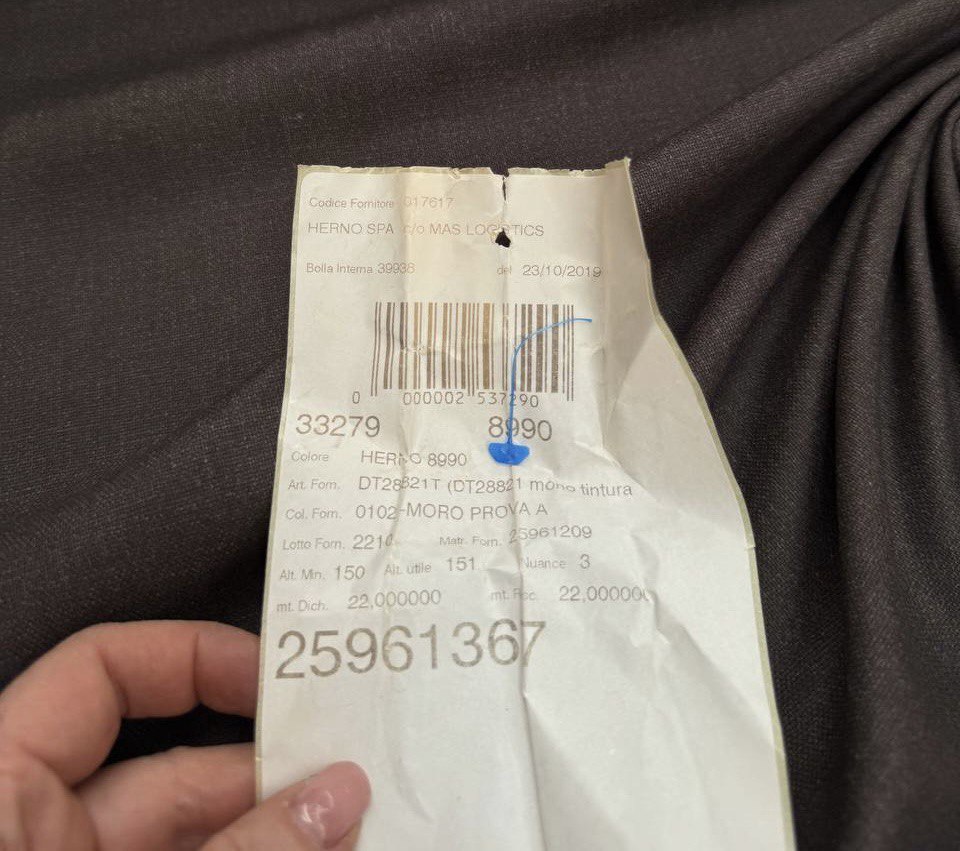 Codice Fornitore 017617
HERNO SPA c/o MAS LOGISTICS
Bolla Interna 39938 del 23/10/2019
0 000002 537290
33279 8990
Colore HERNO 8990
Art. Forn. DT28821T (DT28821 mono tintura
Col. Forn. 0102-MORO PROVA A
Lotto Forn. 2210 Matr. Forn. 25961209
Alt. Min. 150 Alt. utile 151 Nuance 3
mt. Dich. 22,000000 mt. 22,000000
25961367